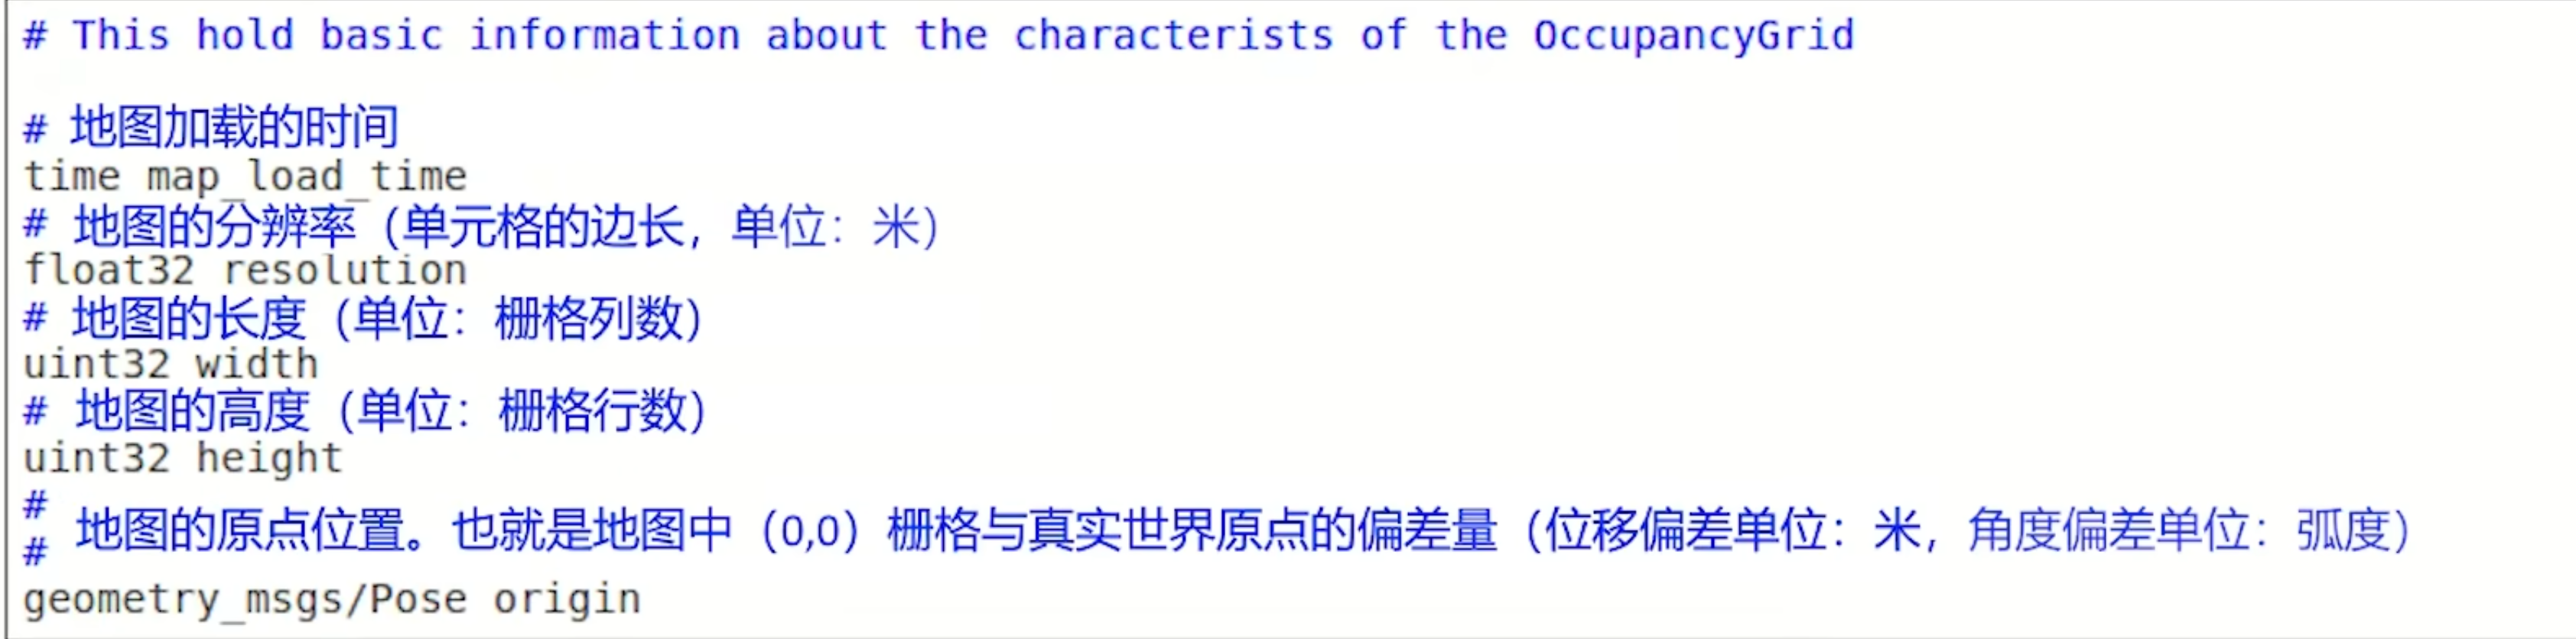 # This hold basic information about the characterists of the OccupancyGrid
# 地图加载的时间
time map_load_time
# 地图的分辨率（单元格的边长，单位：米）
float32 resolution
# 地图的长度（单位：栅格列数）
uint32 width
# 地图的高度（单位：栅格行数）
uint32 height
#
地图的原点位置。也就是地图中（0,0）栅格与真实世界原点的偏差量（位移偏差单位：米，角度偏差单位：弧度）
#
geometry_msgs/Pose origin